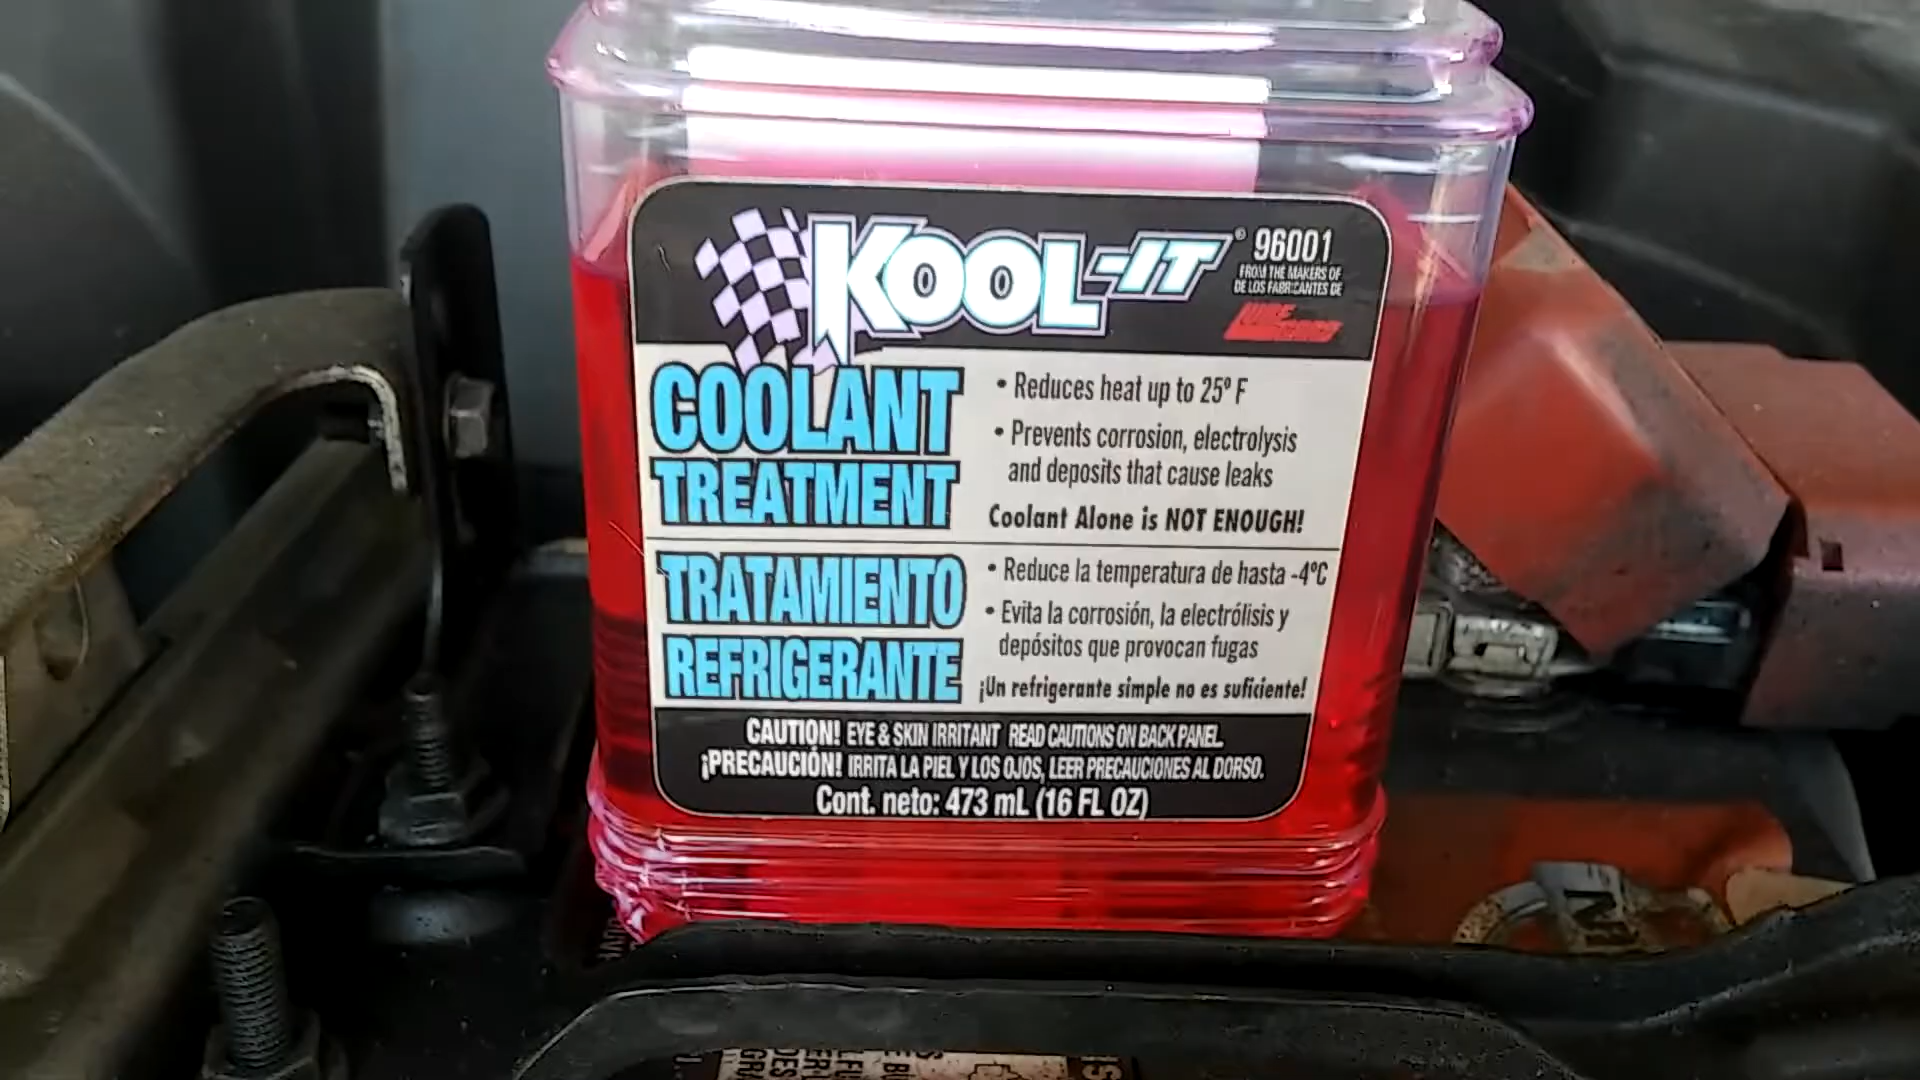 KOOL-IT® 96001
FROM THE MAKERS OF
DE LOS FABRICANTES DE
COOLANT
TREATMENT
• Reduces heat up to 25° F
• Prevents corrosion, electrolysis
and deposits that cause leaks
Coolant Alone is NOT ENOUGH!
TRATAMIENTO
REFRIGERANTE
• Reduce la temperatura de hasta -4°C
• Evita la corrosión, la electrólisis y
depósitos que provocan fugas
¡Un refrigerante simple no es suficiente!
CAUTION! EYE & SKIN IRRITANT READ CAUTIONS ON BACK PANEL.
¡PRECAUCIÓN! IRRITA LA PIEL Y LOS OJOS, LEER PRECAUCIONES AL DORSO.
Cont. neto: 473 mL (16 FL OZ)